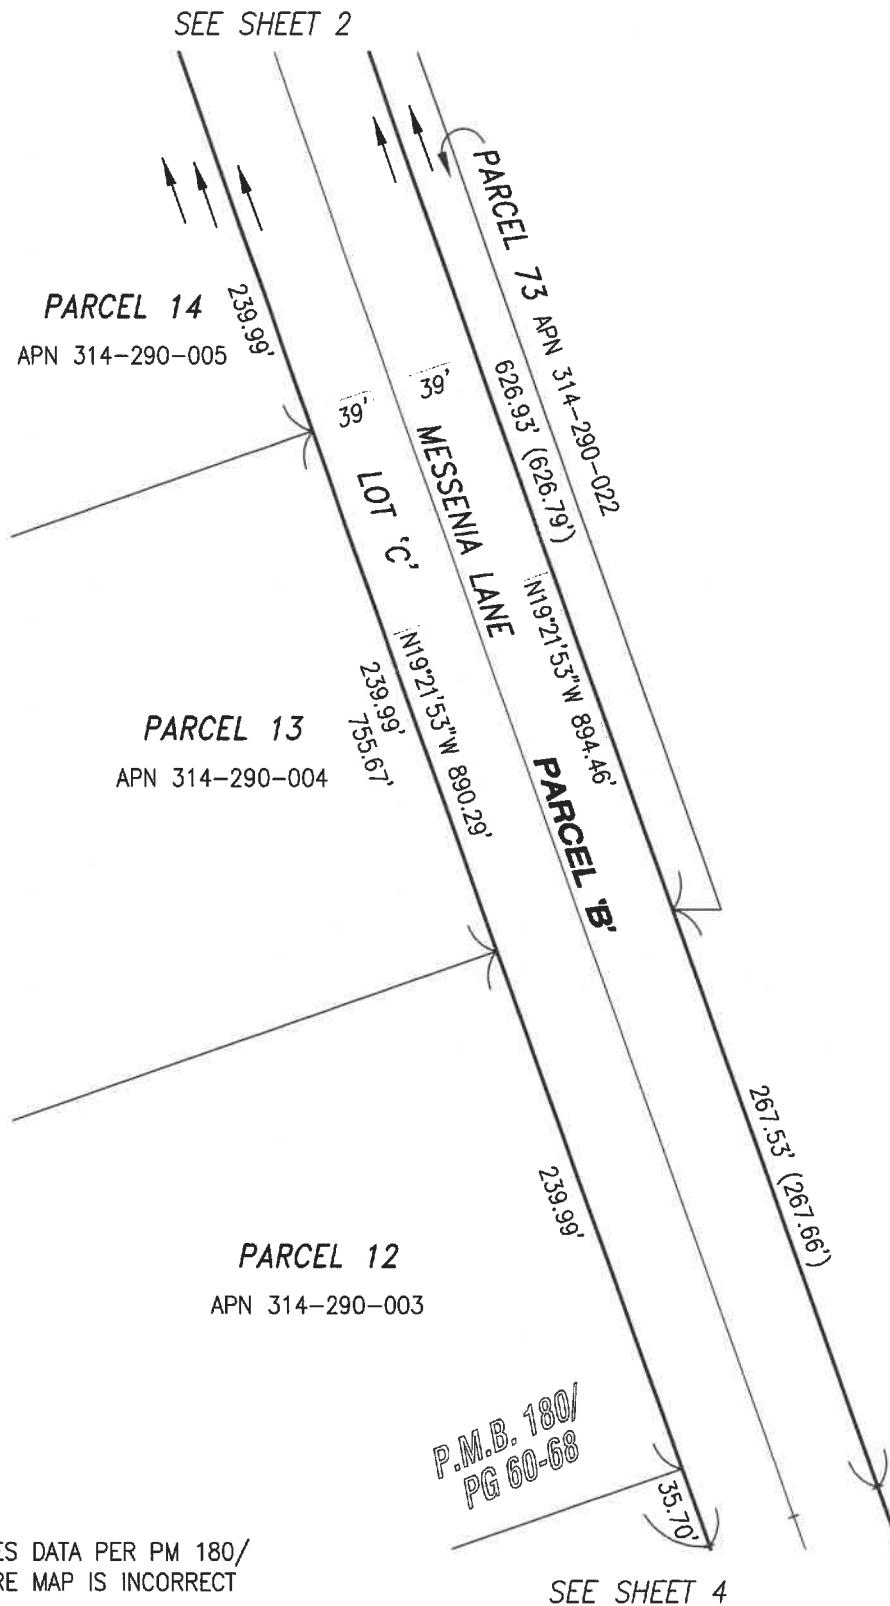 SEE SHEET 2
PARCEL 73 APN 314-290-022
PARCEL 14
APN 314-290-005
239.99'
39'
39'
626.93' (626.79')
LOT 'C'
MESSENIA LANE
N19°21'53"W 894.46'
N19°21'53"W 890.29'
239.99'
755.67'
PARCEL 13
APN 314-290-004
PARCEL 'B'
267.53' (267.66')
239.99'
PARCEL 12
APN 314-290-003
P.M.B. 180/
PG 60-68
35.70'
ES DATA PER PM 180/
RE MAP IS INCORRECT
SEE SHEET 4